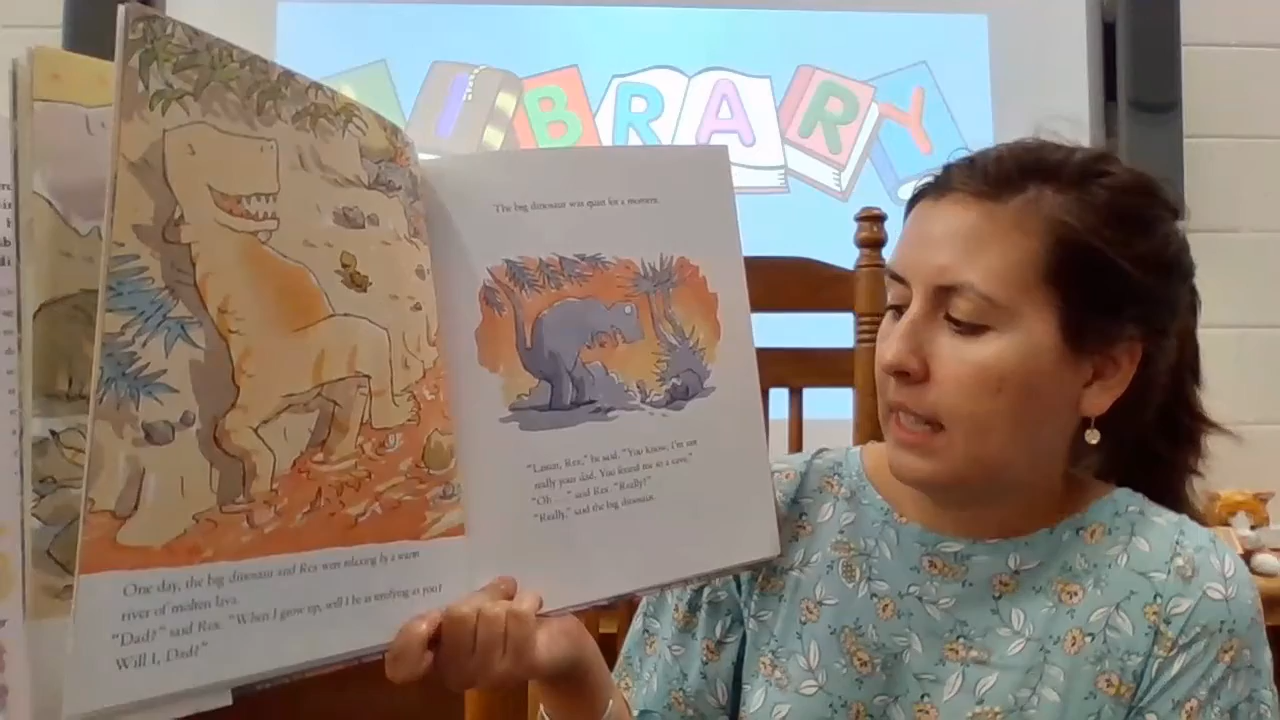 LIBRARY
One day, the big dinosaur and Rex were relaxing by a warm
river of molten lava.
"Dad?" said Rex. "When I grow up, will I be as terrifying as you?
Will I, Dad?"
The big dinosaur was quiet for a moment.
"Listen, Rex," he said. "You know, I'm not
really your dad. You found me in a cave."
"Oh . . ." said Rex. "Really?"
"Really," said the big dinosaur.